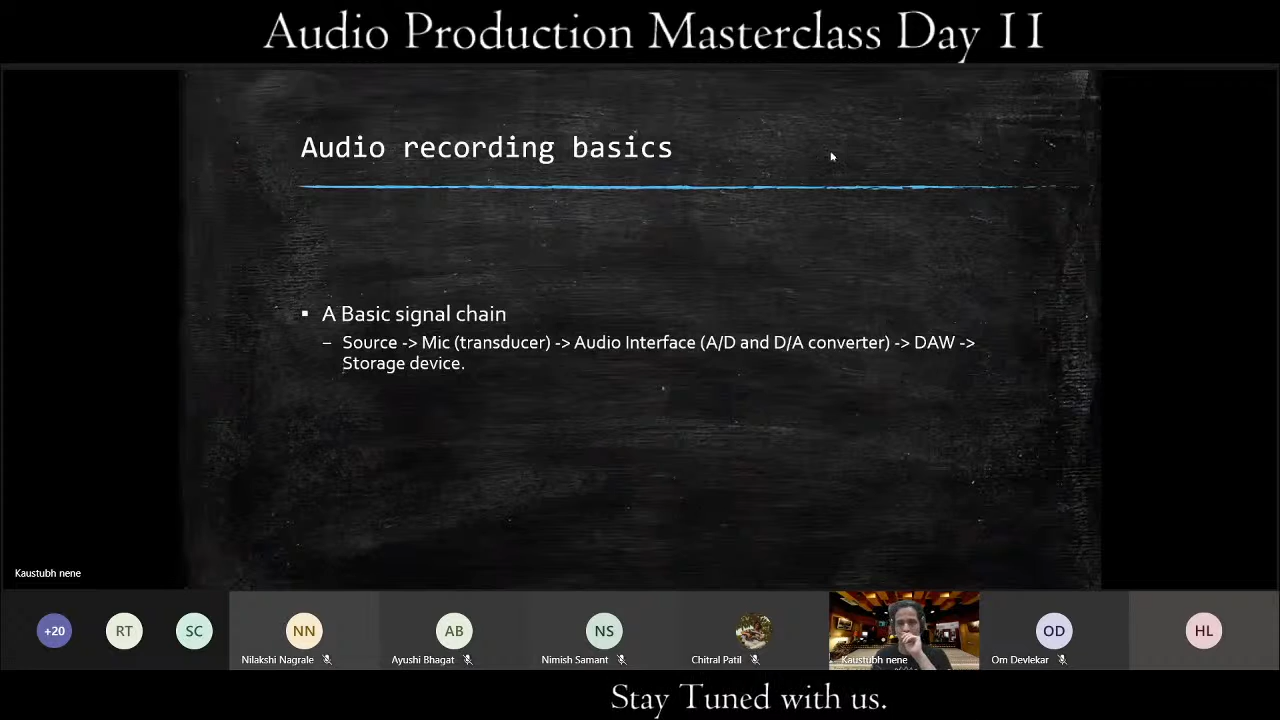 Audio Production Masterclass Day 11
Audio recording basics
▪ A Basic signal chain
– Source -> Mic (transducer) -> Audio Interface (A/D and D/A converter) -> DAW ->
Storage device.
Kaustubh nene
+20
RT
SC
NN
AB
NS
OD
HL
Nilakshi Nagrale
Ayushi Bhagat
Nimish Samant
Chitral Patil
Kaustubh nene
Om Devlekar
Stay Tuned with us.